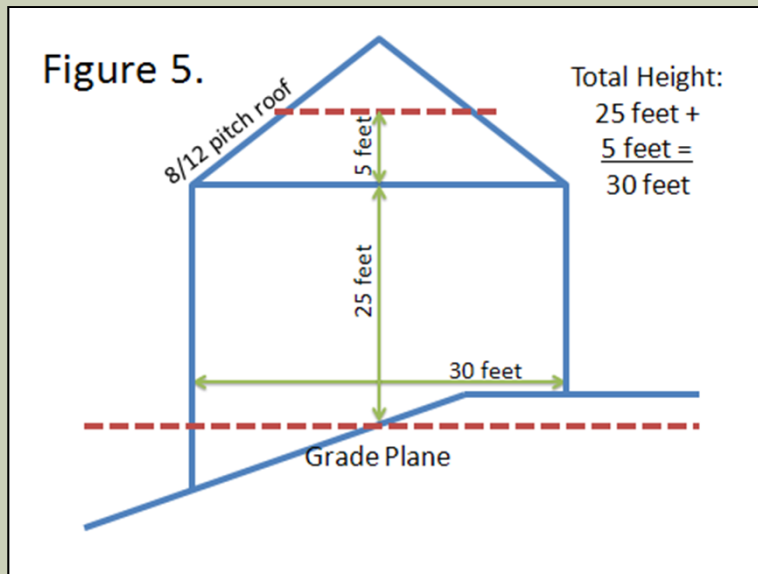 Figure 5.
8/12 pitch roof
5 feet
Total Height:
25 feet +
5 feet =
30 feet
25 feet
30 feet
Grade Plane